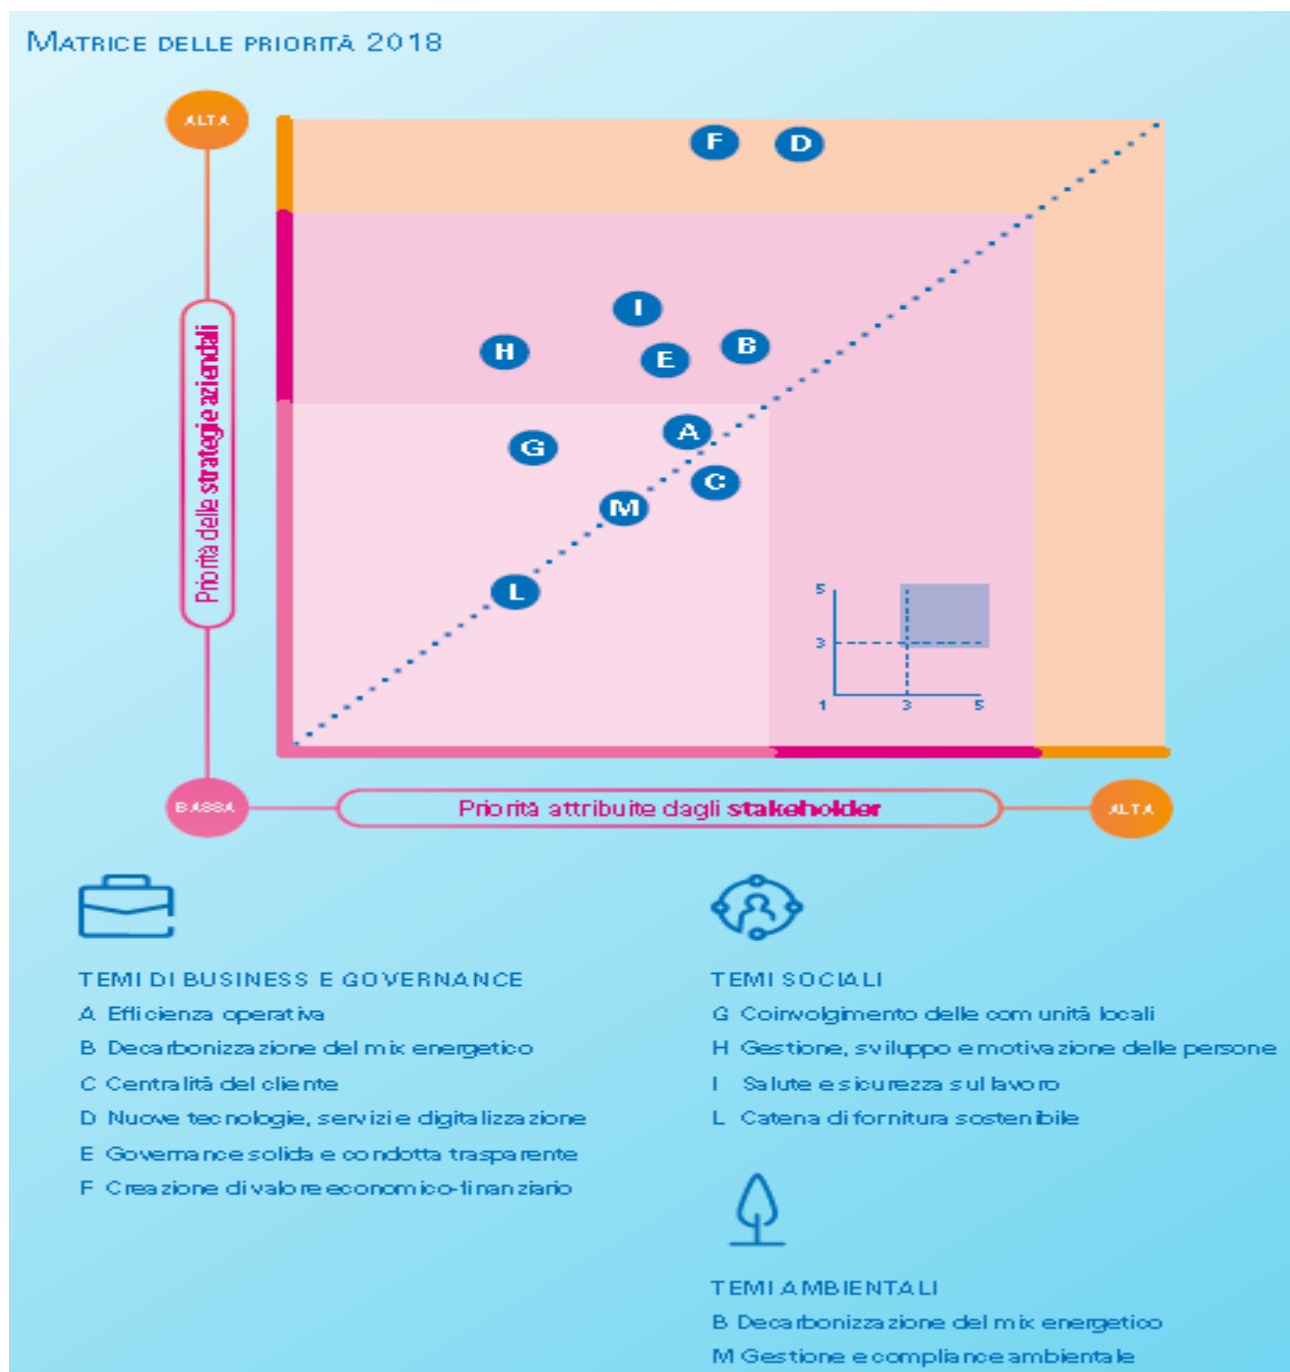 MATRICE DELLE PRIORITÀ 2018
ALTA
F
D
I
H
E
B
A
G
C
M
L
Priorità delle strategie aziendali
5
3
1
3
5
BASSA
Priorità attribuite dagli stakeholder
ALTA
TEMI DI BUSINESS E GOVERNANCE
A Efficienza operativa
B Decarbonizzazione del mix energetico
C Centralità del cliente
D Nuove tecnologie, servizi e digitalizzazione
E Governance solida e condotta trasparente
F Creazione di valore economico-finanziario
TEMI SOCIALI
G Coinvolgimento delle comunità locali
H Gestione, sviluppo e motivazione delle persone
I Salute e sicurezza sul lavoro
L Catena di fornitura sostenibile
TEMI AMBIENTALI
B Decarbonizzazione del mix energetico
M Gestione e compliance ambientale